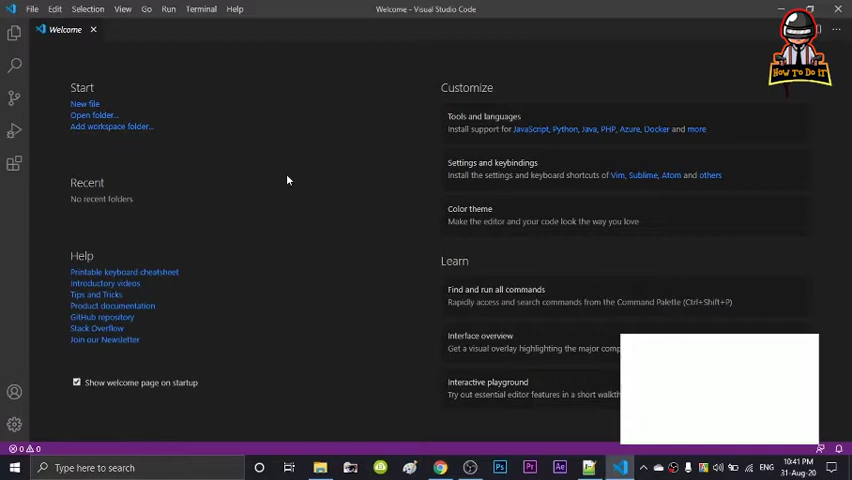 File Edit Selection View Go Run Terminal Help
Welcome - Visual Studio Code
Welcome
HOW TO DO IT
Start
New file
Open folder...
Add workspace folder...
Recent
No recent folders
Help
Printable keyboard cheatsheet
Introductory videos
Tips and Tricks
Product documentation
GitHub repository
Stack Overflow
Join our Newsletter
Show welcome page on startup
Customize
Tools and languages
Install support for JavaScript, Python, Java, PHP, Azure, Docker and more
Settings and keybindings
Install the settings and keyboard shortcuts of Vim, Sublime, Atom and others
Color theme
Make the editor and your code look the way you love
Learn
Find and run all commands
Rapidly access and search commands from the Command Palette (Ctrl+Shift+P)
Interface overview
Get a visual overlay highlighting the major comp
Interactive playground
Try out essential editor features in a short walkth
0 0
Type here to search
Ps Pr Ae
ENG
10:41 PM
31-Aug-20